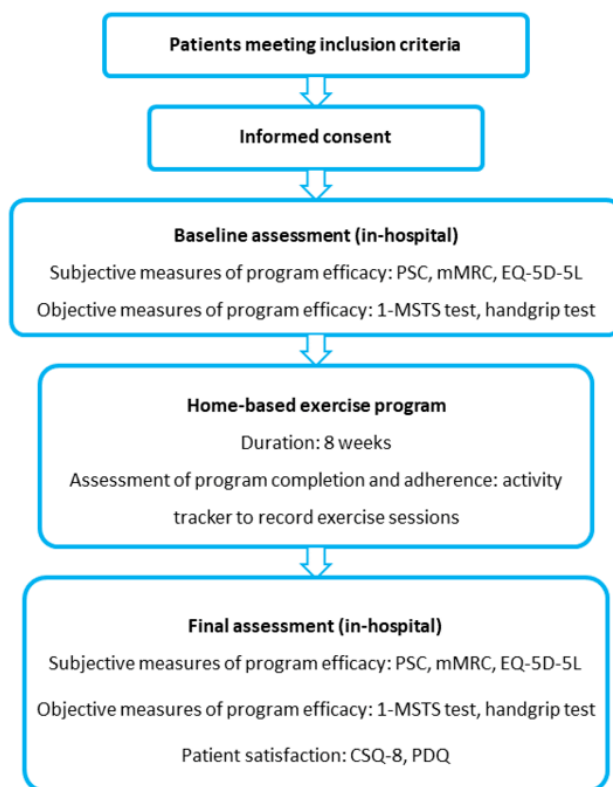 Patients meeting inclusion criteria
Informed consent
Baseline assessment (in-hospital)
Subjective measures of program efficacy: PSC, mMRC, EQ-5D-5L
Objective measures of program efficacy: 1-MSTS test, handgrip test
Home-based exercise program
Duration: 8 weeks
Assessment of program completion and adherence: activity
tracker to record exercise sessions
Final assessment (in-hospital)
Subjective measures of program efficacy: PSC, mMRC, EQ-5D-5L
Objective measures of program efficacy: 1-MSTS test, handgrip test
Patient satisfaction: CSQ-8, PDQ